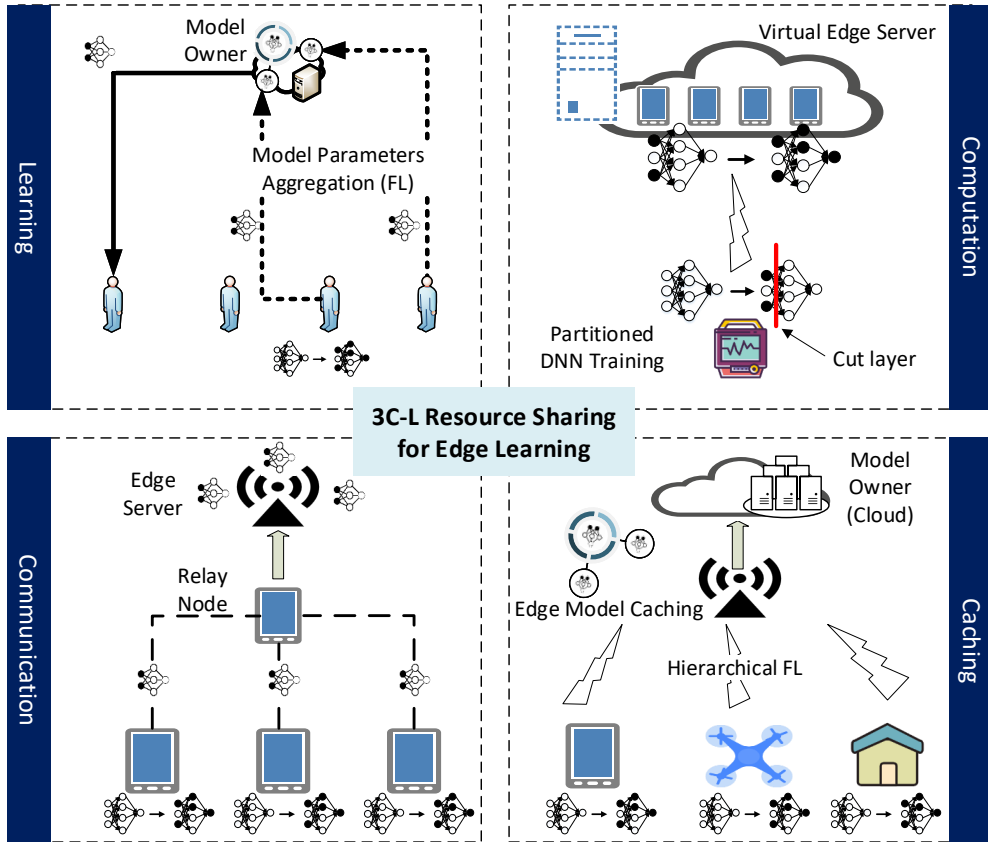 Learning
Model
Owner
Model Parameters
Aggregation (FL)
Computation
Virtual Edge Server
Partitioned
DNN Training
Cut layer
3C-L Resource Sharing
for Edge Learning
Communication
Edge
Server
Relay
Node
Caching
Model
Owner
(Cloud)
Edge Model Caching
Hierarchical FL